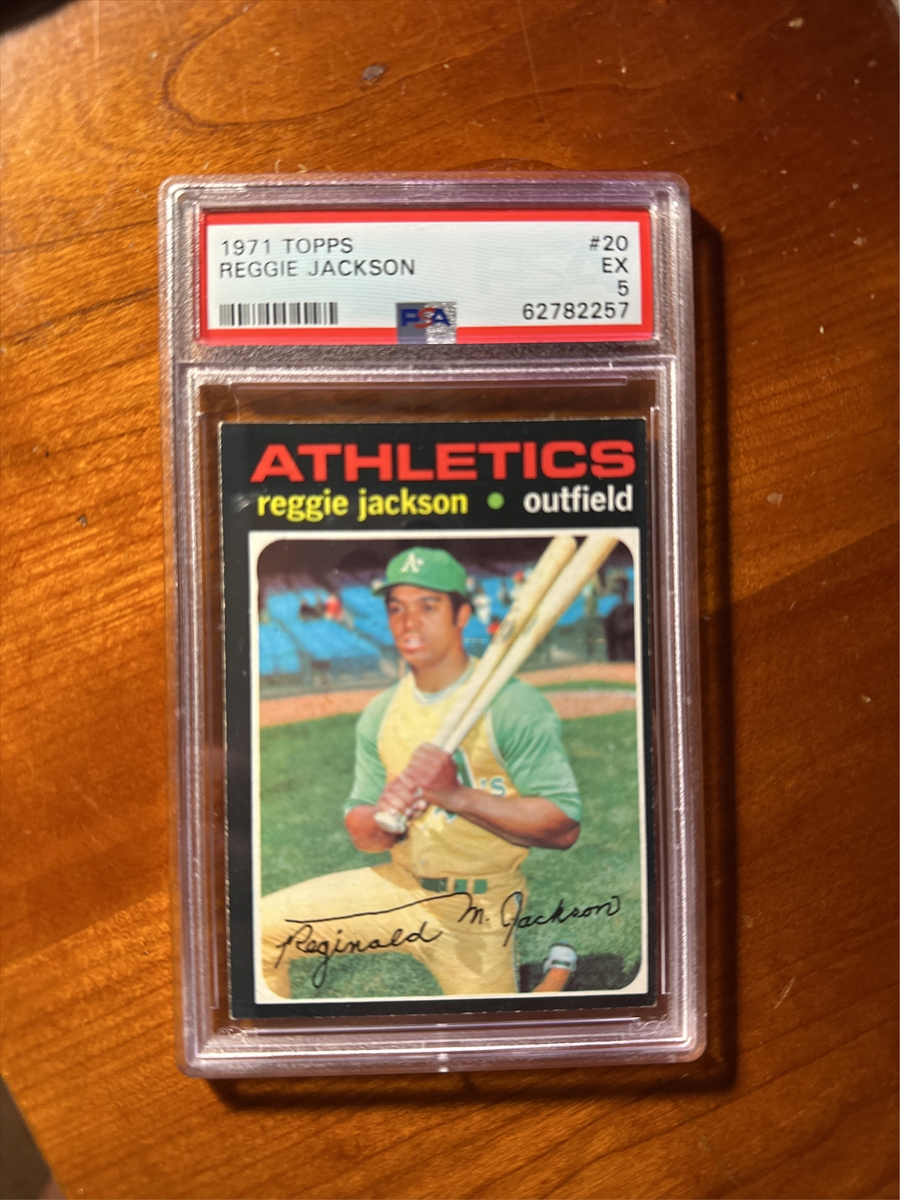 1971 TOPPS #20
REGGIE JACKSON EX
5
PSA 62782257
ATHLETICS
reggie jackson • outfield
A's
Reginald M. Jackson